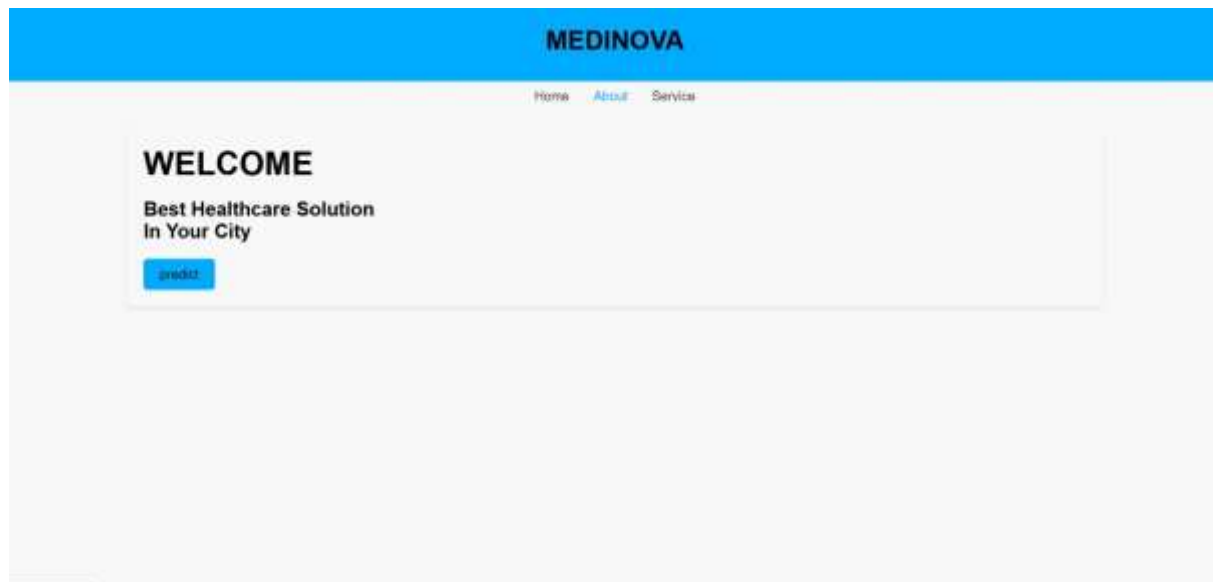 MEDINOVA
Home About Service
WELCOME
Best Healthcare Solution
In Your City
predict